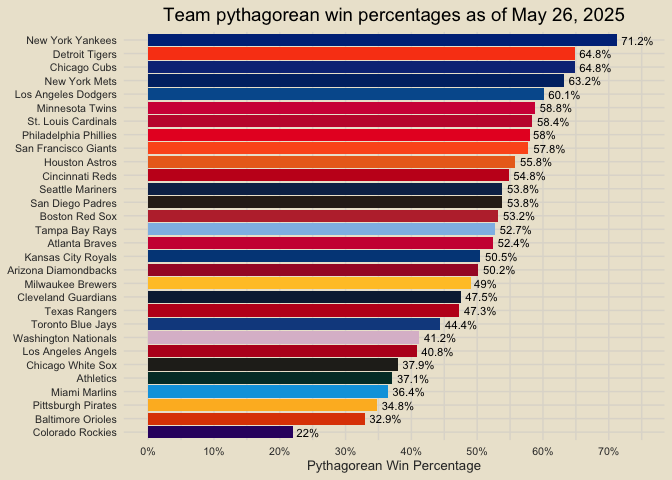 Team pythagorean win percentages as of May 26, 2025
New York Yankees 71.2%
Detroit Tigers 64.8%
Chicago Cubs 64.8%
New York Mets 63.2%
Los Angeles Dodgers 60.1%
Minnesota Twins 58.8%
St. Louis Cardinals 58.4%
Philadelphia Phillies 58%
San Francisco Giants 57.8%
Houston Astros 55.8%
Cincinnati Reds 54.8%
Seattle Mariners 53.8%
San Diego Padres 53.8%
Boston Red Sox 53.2%
Tampa Bay Rays 52.7%
Atlanta Braves 52.4%
Kansas City Royals 50.5%
Arizona Diamondbacks 50.2%
Milwaukee Brewers 49%
Cleveland Guardians 47.5%
Texas Rangers 47.3%
Toronto Blue Jays 44.4%
Washington Nationals 41.2%
Los Angeles Angels 40.8%
Chicago White Sox 37.9%
Athletics 37.1%
Miami Marlins 36.4%
Pittsburgh Pirates 34.8%
Baltimore Orioles 32.9%
Colorado Rockies 22%
0% 10% 20% 30% 40% 50% 60% 70%
Pythagorean Win Percentage